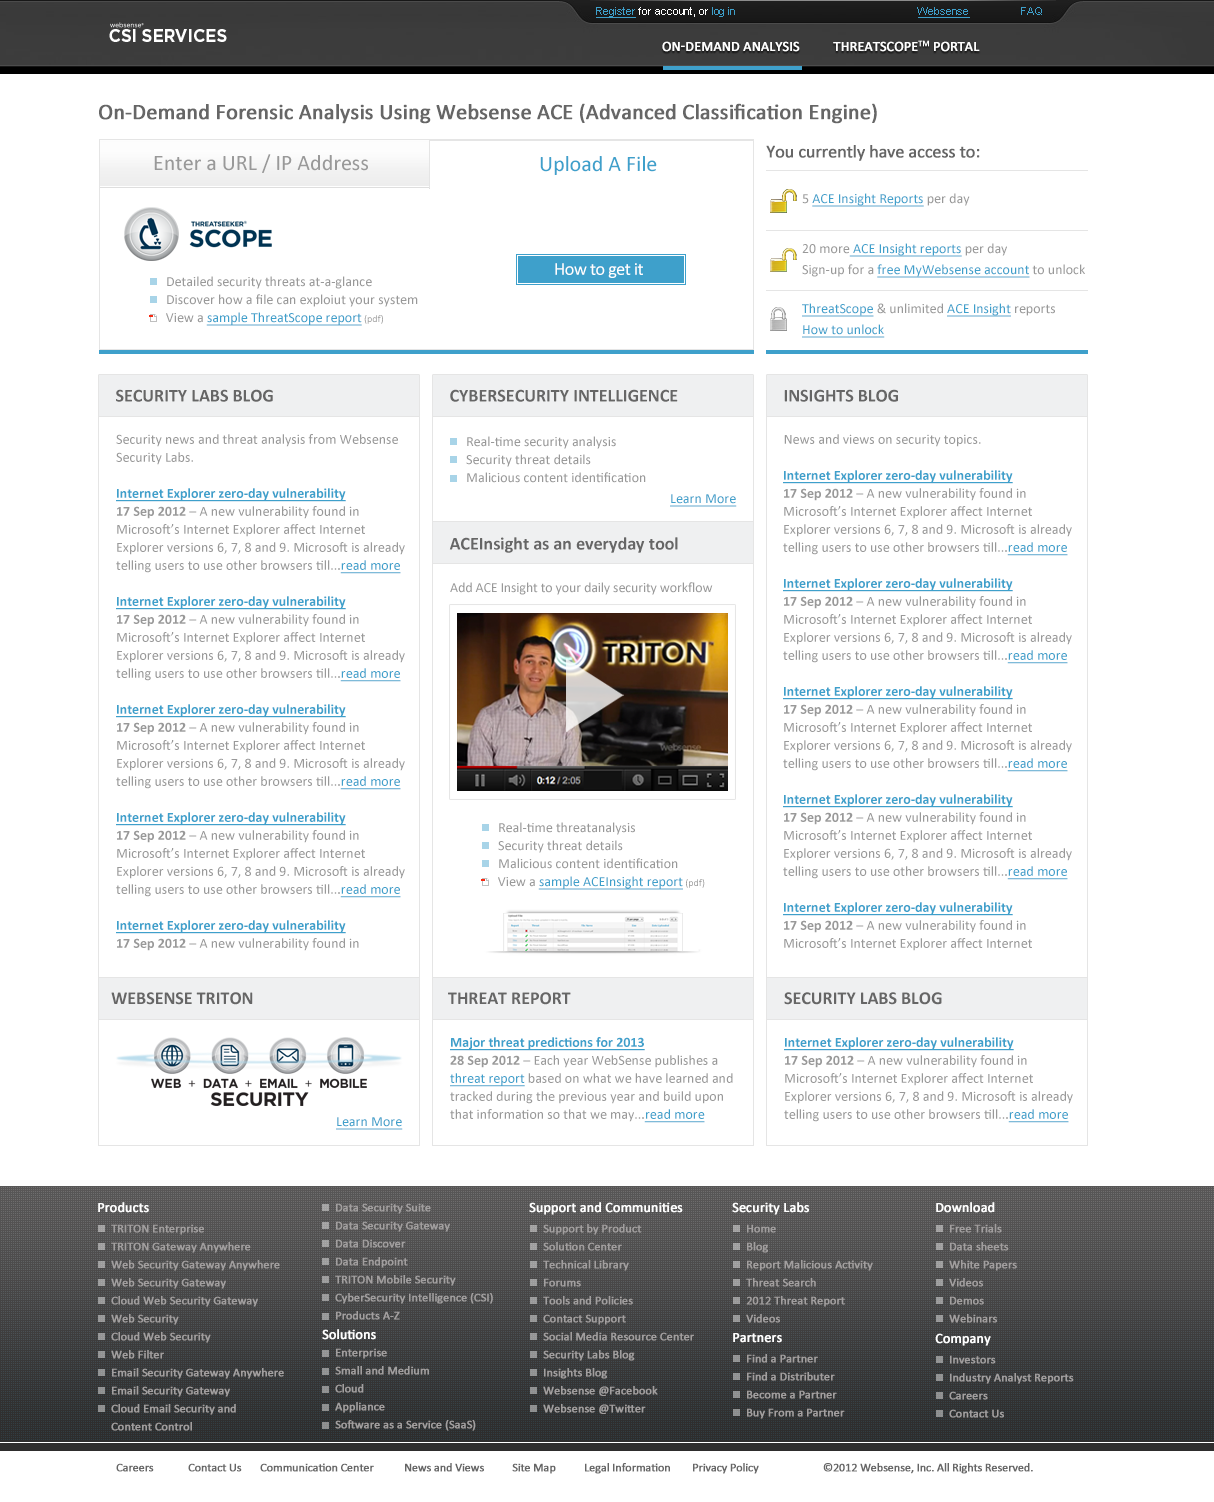 Register for account, or log in
Websense
FAQ
websense®
CSI SERVICES
ON-DEMAND ANALYSIS
THREATSCOPE™ PORTAL
On-Demand Forensic Analysis Using Websense ACE (Advanced Classification Engine)
Enter a URL / IP Address
Upload A File
THREATSEEKER®
SCOPE
Detailed security threats at-a-glance
Discover how a file can exploiut your system
View a sample ThreatScope report (pdf)
How to get it
You currently have access to:
5 ACE Insight Reports per day
20 more ACE Insight reports per day
Sign-up for a free MyWebsense account to unlock
ThreatScope & unlimited ACE Insight reports
How to unlock
SECURITY LABS BLOG
Security news and threat analysis from Websense
Security Labs.
Internet Explorer zero-day vulnerability
17 Sep 2012 – A new vulnerability found in
Microsoft's Internet Explorer affect Internet
Explorer versions 6, 7, 8 and 9. Microsoft is already
telling users to use other browsers till...read more
Internet Explorer zero-day vulnerability
17 Sep 2012 – A new vulnerability found in
Microsoft's Internet Explorer affect Internet
Explorer versions 6, 7, 8 and 9. Microsoft is already
telling users to use other browsers till...read more
Internet Explorer zero-day vulnerability
17 Sep 2012 – A new vulnerability found in
Microsoft's Internet Explorer affect Internet
Explorer versions 6, 7, 8 and 9. Microsoft is already
telling users to use other browsers till...read more
Internet Explorer zero-day vulnerability
17 Sep 2012 – A new vulnerability found in
Microsoft's Internet Explorer affect Internet
Explorer versions 6, 7, 8 and 9. Microsoft is already
telling users to use other browsers till...read more
Internet Explorer zero-day vulnerability
17 Sep 2012 – A new vulnerability found in
CYBERSECURITY INTELLIGENCE
Real-time security analysis
Security threat details
Malicious content identification
Learn More
ACEInsight as an everyday tool
Add ACE Insight to your daily security workflow
TRITON™
websense
0:12 / 2:05
Real-time threatanalysis
Security threat details
Malicious content identification
View a sample ACEInsight report (pdf)
INSIGHTS BLOG
News and views on security topics.
Internet Explorer zero-day vulnerability
17 Sep 2012 – A new vulnerability found in
Microsoft's Internet Explorer affect Internet
Explorer versions 6, 7, 8 and 9. Microsoft is already
telling users to use other browsers till...read more
Internet Explorer zero-day vulnerability
17 Sep 2012 – A new vulnerability found in
Microsoft's Internet Explorer affect Internet
Explorer versions 6, 7, 8 and 9. Microsoft is already
telling users to use other browsers till...read more
Internet Explorer zero-day vulnerability
17 Sep 2012 – A new vulnerability found in
Microsoft's Internet Explorer affect Internet
Explorer versions 6, 7, 8 and 9. Microsoft is already
telling users to use other browsers till...read more
Internet Explorer zero-day vulnerability
17 Sep 2012 – A new vulnerability found in
Microsoft's Internet Explorer affect Internet
Explorer versions 6, 7, 8 and 9. Microsoft is already
telling users to use other browsers till...read more
Internet Explorer zero-day vulnerability
17 Sep 2012 – A new vulnerability found in
Microsoft's Internet Explorer affect Internet
WEBSENSE TRITON
WEB + DATA + EMAIL + MOBILE
SECURITY
Learn More
THREAT REPORT
Major threat predictions for 2013
28 Sep 2012 – Each year WebSense publishes a
threat report based on what we have learned and
tracked during the previous year and build upon
that information so that we may...read more
SECURITY LABS BLOG
Internet Explorer zero-day vulnerability
17 Sep 2012 – A new vulnerability found in
Microsoft's Internet Explorer affect Internet
Explorer versions 6, 7, 8 and 9. Microsoft is already
telling users to use other browsers till...read more
Products
TRITON Enterprise
TRITON Gateway Anywhere
Web Security Gateway Anywhere
Web Security Gateway
Cloud Web Security Gateway
Web Security
Cloud Web Security
Web Filter
Email Security Gateway Anywhere
Email Security Gateway
Cloud Email Security and
Content Control
Data Security Suite
Data Security Gateway
Data Discover
Data Endpoint
TRITON Mobile Security
CyberSecurity Intelligence (CSI)
Products A-Z
Solutions
Enterprise
Small and Medium
Cloud
Appliance
Software as a Service (SaaS)
Support and Communities
Support by Product
Solution Center
Technical Library
Forums
Tools and Policies
Contact Support
Social Media Resource Center
Security Labs Blog
Insights Blog
Websense @Facebook
Websense @Twitter
Security Labs
Home
Blog
Report Malicious Activity
Threat Search
2012 Threat Report
Videos
Partners
Find a Partner
Find a Distributer
Become a Partner
Buy From a Partner
Download
Free Trials
Data sheets
White Papers
Videos
Demos
Webinars
Company
Investors
Industry Analyst Reports
Careers
Contact Us
Careers
Contact Us
Communication Center
News and Views
Site Map
Legal Information
Privacy Policy
©2012 Websense, Inc. All Rights Reserved.